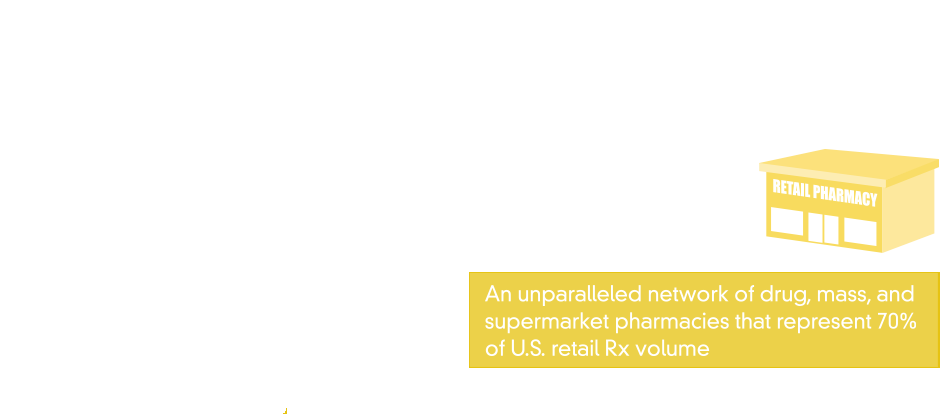 RETAIL PHARMACY
An unparalleled network of drug, mass, and
supermarket pharmacies that represent 70%
of U.S. retail Rx volume